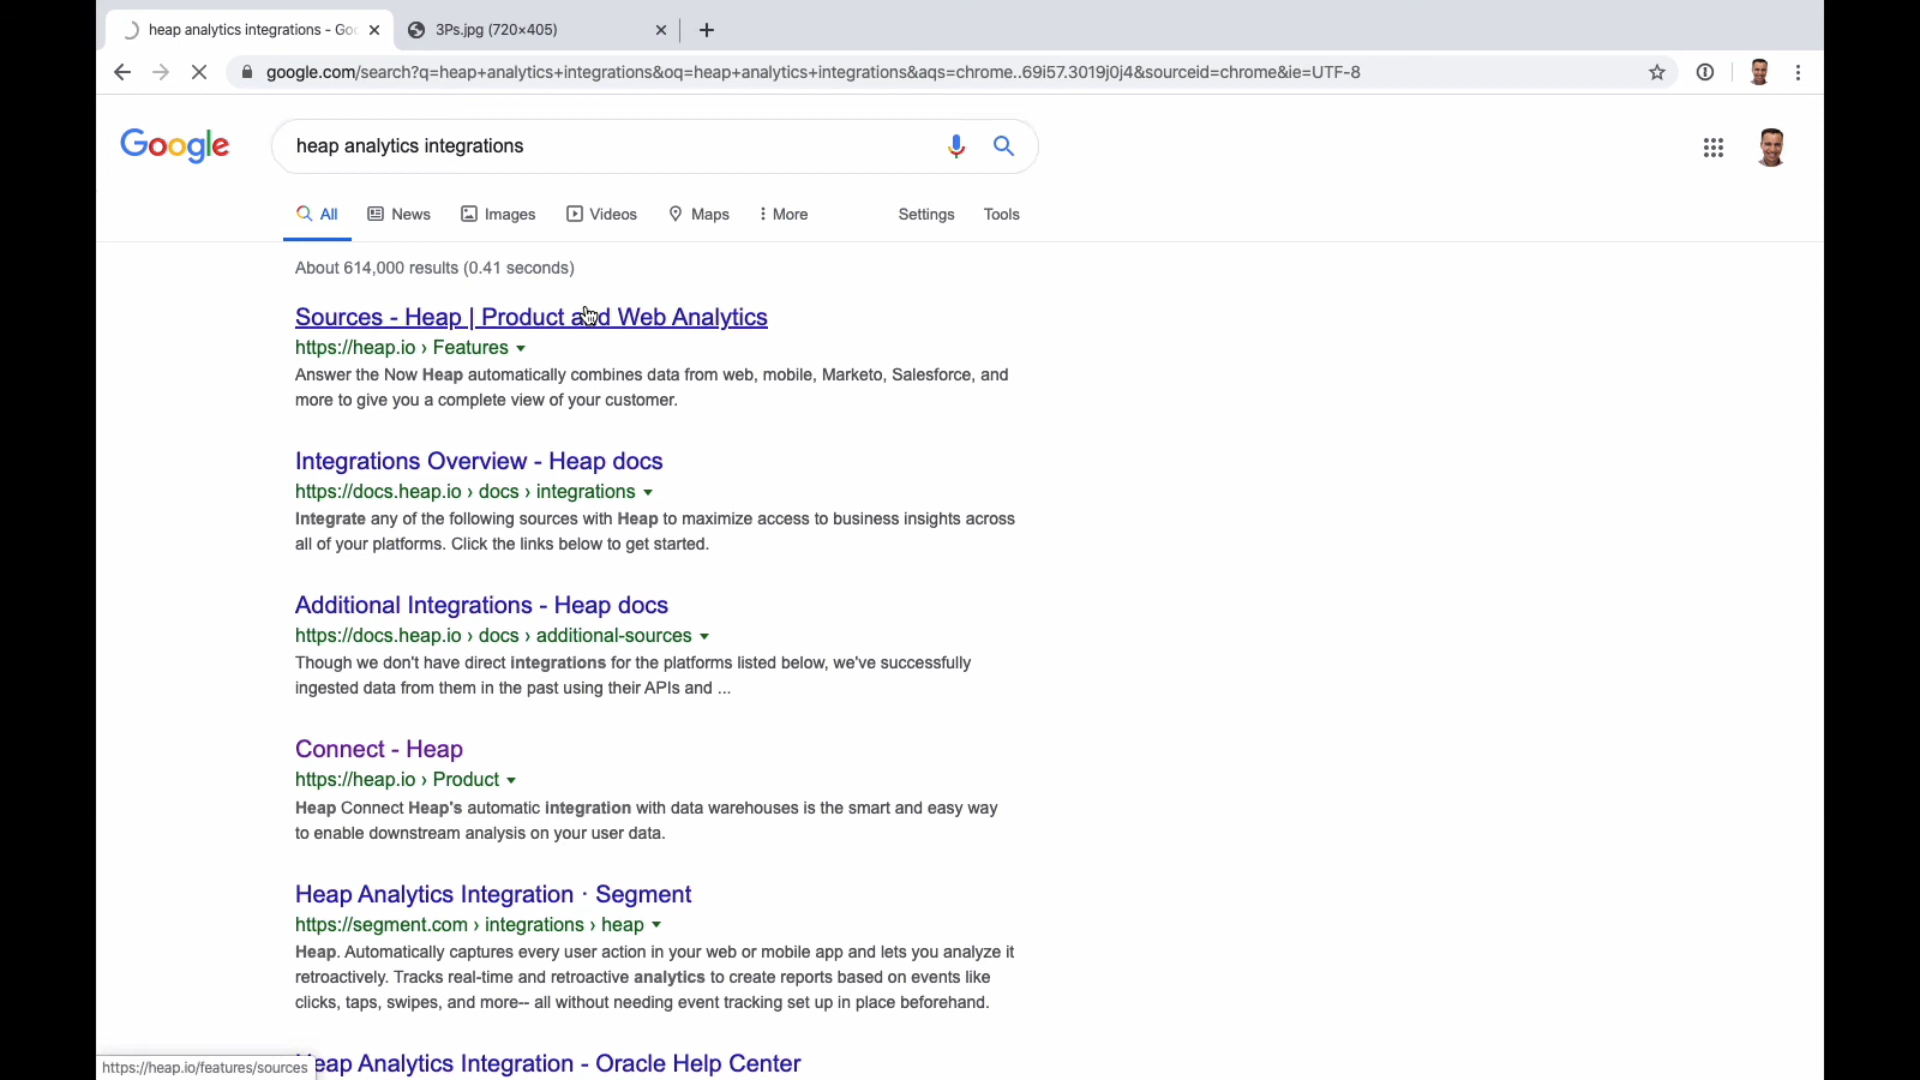 heap analytics integrations - Goo
3Ps.jpg (720×405)
google.com/search?q=heap+analytics+integrations&oq=heap+analytics+integrations&aqs=chrome..69i57.3019j0j4&sourceid=chrome&ie=UTF-8
Google
heap analytics integrations
All News Images Videos Maps More Settings Tools
About 614,000 results (0.41 seconds)
Sources - Heap | Product and Web Analytics
https://heap.io › Features
Answer the Now Heap automatically combines data from web, mobile, Marketo, Salesforce, and
more to give you a complete view of your customer.
Integrations Overview - Heap docs
https://docs.heap.io › docs › integrations
Integrate any of the following sources with Heap to maximize access to business insights across
all of your platforms. Click the links below to get started.
Additional Integrations - Heap docs
https://docs.heap.io › docs › additional-sources
Though we don't have direct integrations for the platforms listed below, we've successfully
ingested data from them in the past using their APIs and ...
Connect - Heap
https://heap.io › Product
Heap Connect Heap's automatic integration with data warehouses is the smart and easy way
to enable downstream analysis on your user data.
Heap Analytics Integration · Segment
https://segment.com › integrations › heap
Heap. Automatically captures every user action in your web or mobile app and lets you analyze it
retroactively. Tracks real-time and retroactive analytics to create reports based on events like
clicks, taps, swipes, and more-- all without needing event tracking set up in place beforehand.
Heap Analytics Integration - Oracle Help Center
https://heap.io/features/sources